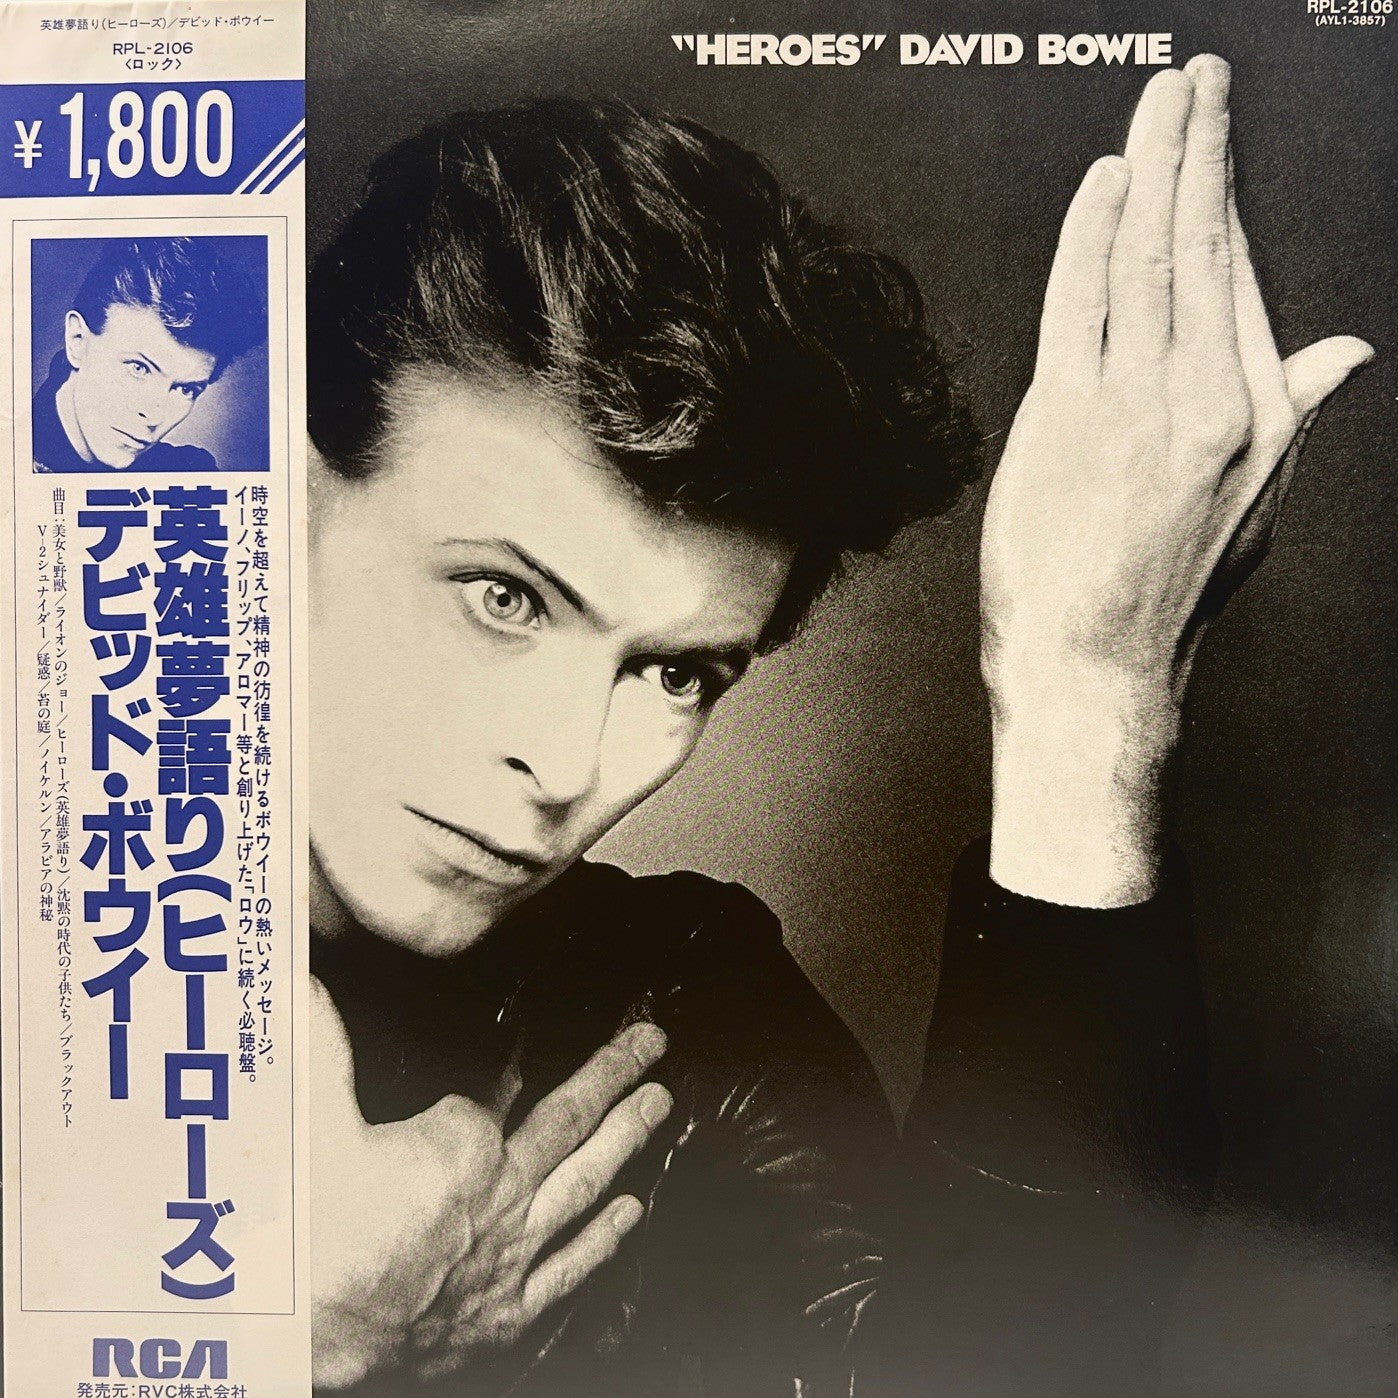 英雄夢語り(ヒーローズ)／デビッド・ボウイー
RPL-2106
〈ロック〉
¥1,800
時空を超えて精神の彷徨を続けるボウイーの熱いメッセージ。
イーノ、フリップ、アロマー等と創り上げた「ロウ」に続く必聴盤。
英雄夢語り(ヒーローズ)
デビッド・ボウイー
曲目：美女と野獣／ライオンのジョー／ヒーローズ(英雄夢語り)／沈黙の時代の子供たち／ブラックアウト
V-2シュナイダー／疑惑／苔の庭／ノイケルン／アラビアの神秘
RCA
発売元：RVC株式会社
"HEROES" DAVID BOWIE
RPL-2106
(AYL1-3857)